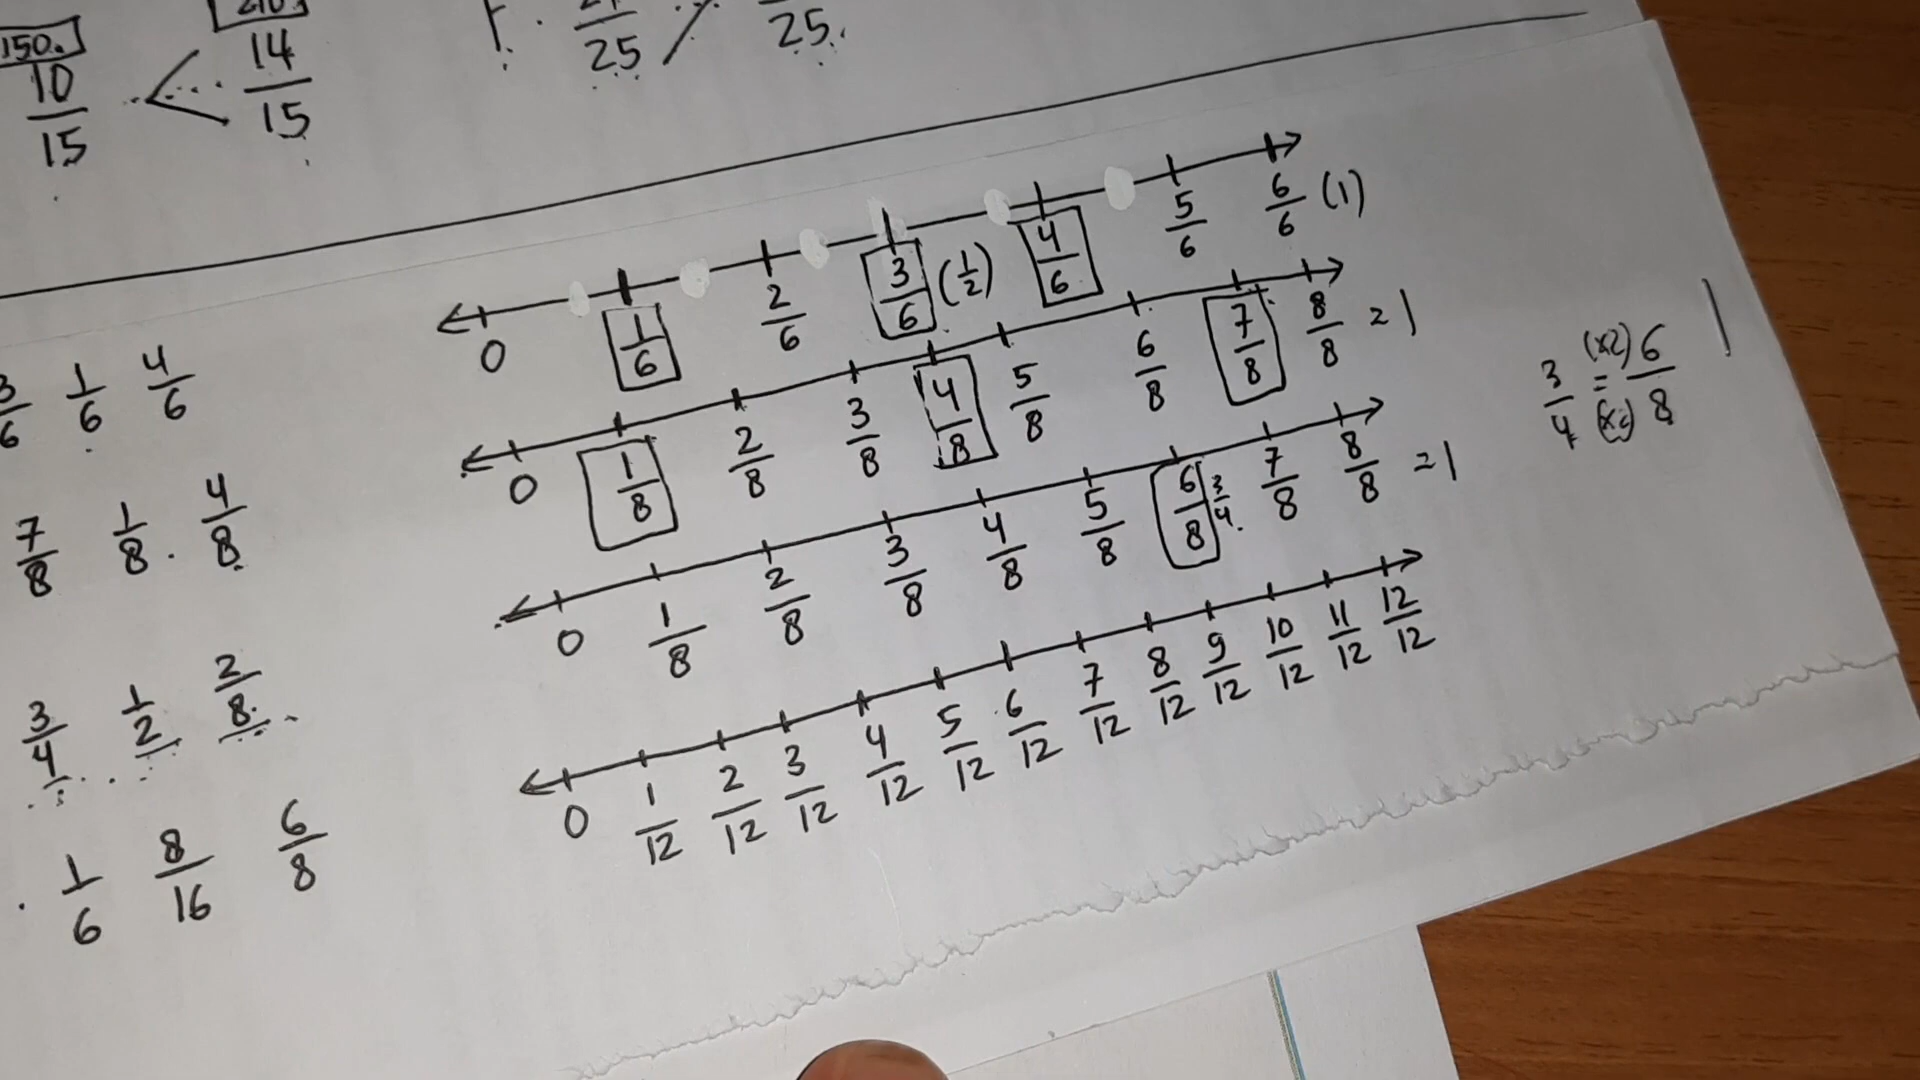 150. 
10/15 < 14/15
25 25.
0 1/6 2/6 3/6 (1/2) 4/6 5/6 6/6 (1)
3/6 1/6 4/6
0 1/8 2/8 3/8 4/8 5/8 6/8 7/8 8/8 = 1
7/8 1/8 . 4/8
0 1/8 2/8 3/8 4/8 5/8 6/8 3/4. 7/8 8/8 = 1
3/4 (x2) = 6/8
3/4 1/2 2/8
0 1/12 2/12 3/12 4/12 5/12 6/12 7/12 8/12 9/12 10/12 11/12 12/12
1/6 8/16 6/8